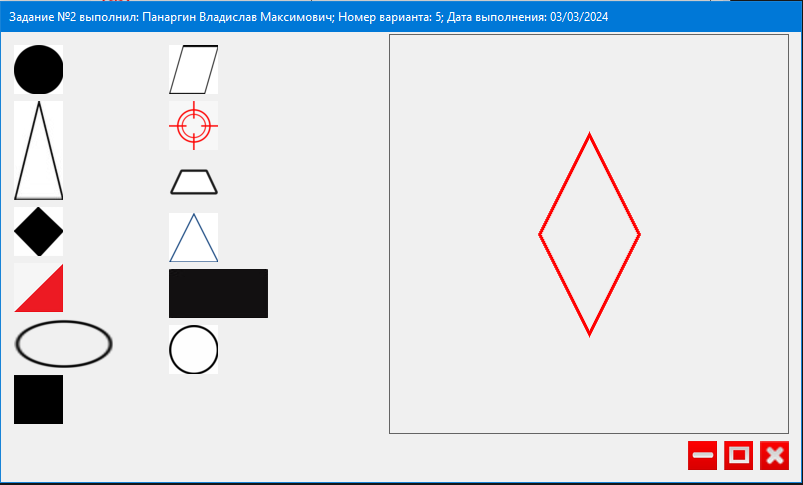 Задание №2 выполнил: Панаргин Владислав Максимович; Номер варианта: 5; Дата выполнения: 03/03/2024